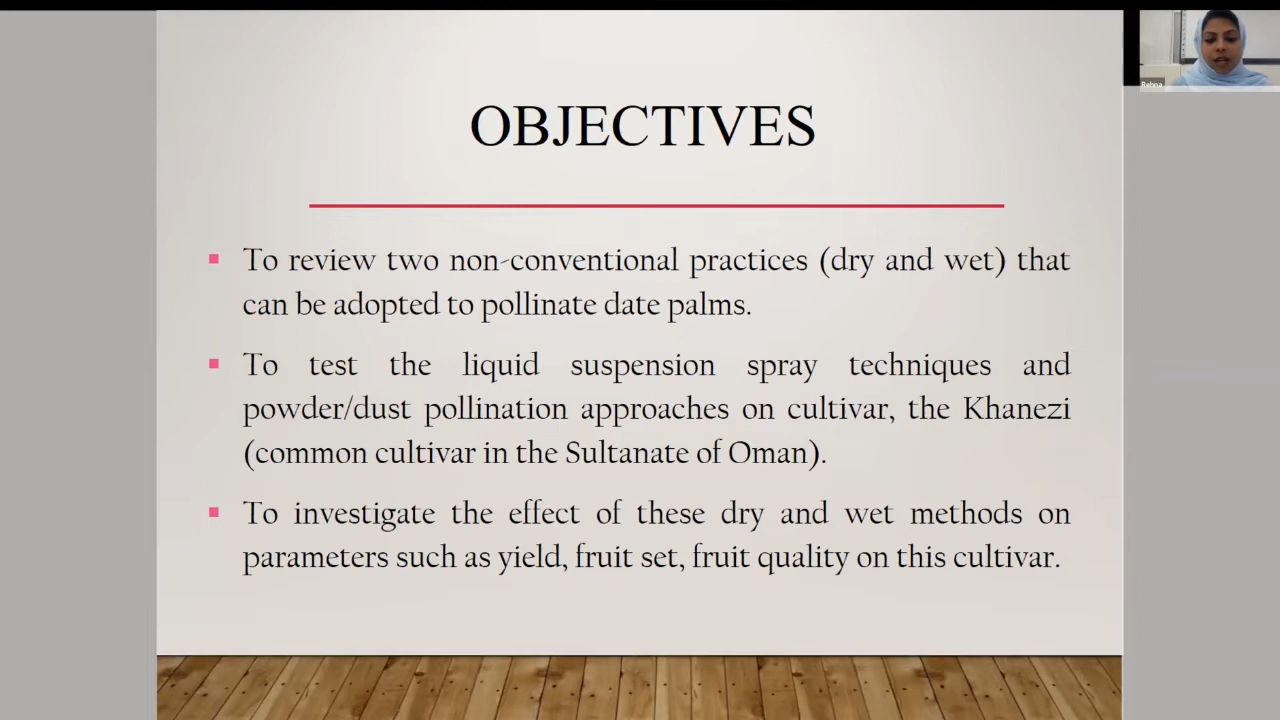 OBJECTIVES
To review two non-conventional practices (dry and wet) that
can be adopted to pollinate date palms.
To test the liquid suspension spray techniques and
powder/dust pollination approaches on cultivar, the Khanezi
(common cultivar in the Sultanate of Oman).
To investigate the effect of these dry and wet methods on
parameters such as yield, fruit set, fruit quality on this cultivar.
Rahna